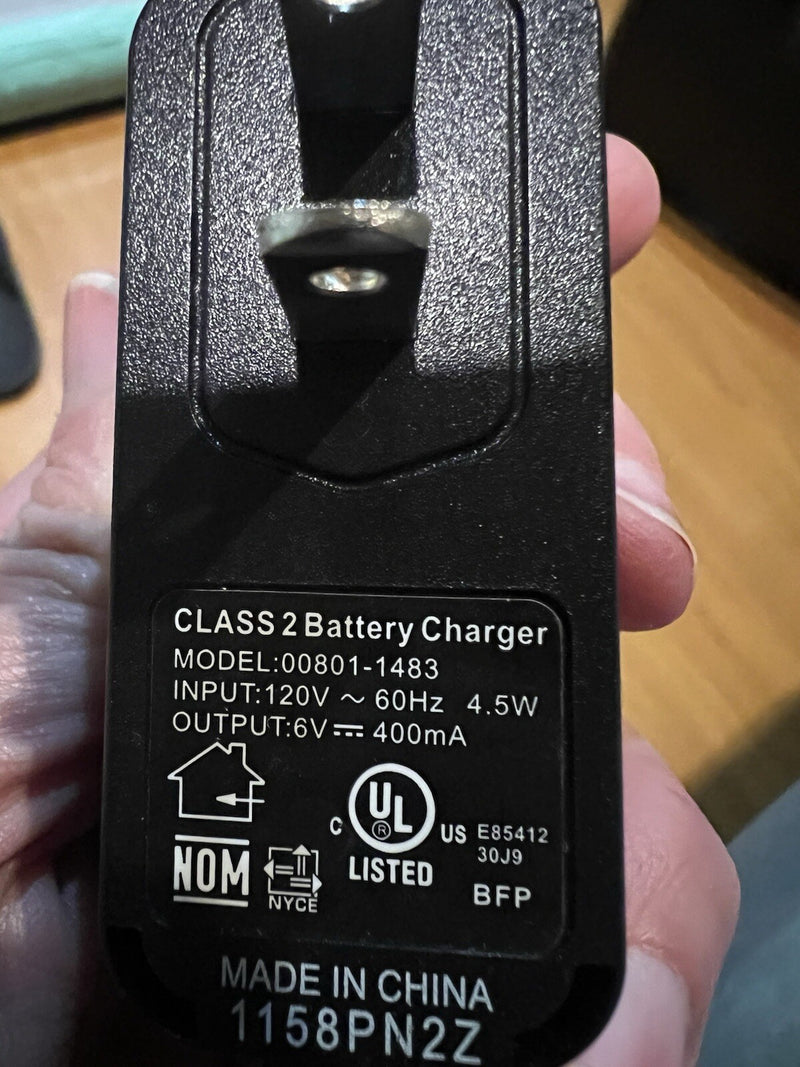 CLASS 2 Battery Charger
MODEL:00801-1483
INPUT:120V ～ 60Hz 4.5W
OUTPUT:6V ⎓ 400mA
C UL ® US E85412
30J9
LISTED
NOM
NYCE
BFP
MADE IN CHINA
1158PN2Z